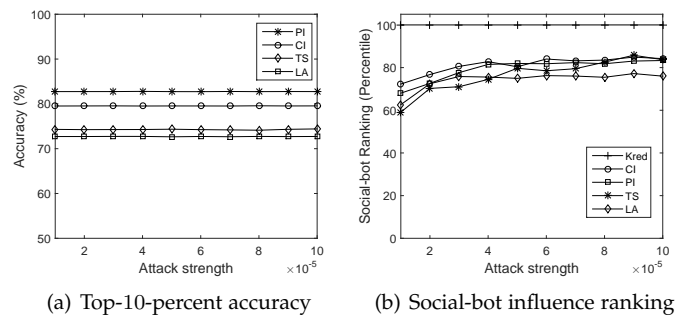 100
90
80
70
60
50
Accuracy (%)
PI
CI
TS
LA
2 4 6 8 10
Attack strength
×10⁻⁵
(a) Top-10-percent accuracy
100
80
60
40
20
0
Social-bot Ranking (Percentile)
Kred
CI
PI
TS
LA
2 4 6 8 10
Attack strength
×10⁻⁵
(b) Social-bot influence ranking